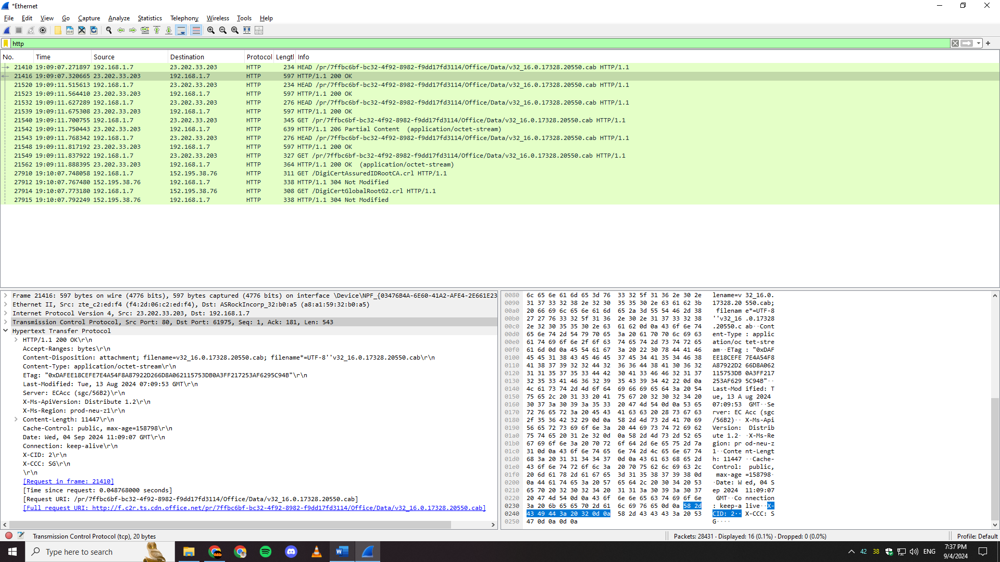 *Ethernet
File Edit View Go Capture Analyze Statistics Telephony Wireless Tools Help
http
No. Time Source Destination Protocol Lengtl Info
21410 19:09:07.271897 192.168.1.7 23.202.33.203 HTTP 234 HEAD /pr/7ffbc6bf-bc32-4f92-8982-f9dd17fd3114/Office/Data/v32_16.0.17328.20550.cab HTTP/1.1
21416 19:09:07.320665 23.202.33.203 192.168.1.7 HTTP 597 HTTP/1.1 200 OK
21520 19:09:11.515613 192.168.1.7 23.202.33.203 HTTP 234 HEAD /pr/7ffbc6bf-bc32-4f92-8982-f9dd17fd3114/Office/Data/v32_16.0.17328.20550.cab HTTP/1.1
21523 19:09:11.564410 23.202.33.203 192.168.1.7 HTTP 597 HTTP/1.1 200 OK
21532 19:09:11.627289 192.168.1.7 23.202.33.203 HTTP 276 HEAD /pr/7ffbc6bf-bc32-4f92-8982-f9dd17fd3114/Office/Data/v32_16.0.17328.20550.cab HTTP/1.1
21539 19:09:11.675308 23.202.33.203 192.168.1.7 HTTP 597 HTTP/1.1 200 OK
21540 19:09:11.700755 192.168.1.7 23.202.33.203 HTTP 345 GET /pr/7ffbc6bf-bc32-4f92-8982-f9dd17fd3114/Office/Data/v32_16.0.17328.20550.cab HTTP/1.1
21542 19:09:11.750443 23.202.33.203 192.168.1.7 HTTP 639 HTTP/1.1 206 Partial Content (application/octet-stream)
21543 19:09:11.768342 192.168.1.7 23.202.33.203 HTTP 276 HEAD /pr/7ffbc6bf-bc32-4f92-8982-f9dd17fd3114/Office/Data/v32_16.0.17328.20550.cab HTTP/1.1
21548 19:09:11.817192 23.202.33.203 192.168.1.7 HTTP 597 HTTP/1.1 200 OK
21549 19:09:11.837922 192.168.1.7 23.202.33.203 HTTP 327 GET /pr/7ffbc6bf-bc32-4f92-8982-f9dd17fd3114/Office/Data/v32_16.0.17328.20550.cab HTTP/1.1
21562 19:09:11.888395 23.202.33.203 192.168.1.7 HTTP 364 HTTP/1.1 200 OK (application/octet-stream)
27910 19:10:07.748058 192.168.1.7 152.195.38.76 HTTP 311 GET /DigiCertAssuredIDRootCA.crl HTTP/1.1
27912 19:10:07.767480 152.195.38.76 192.168.1.7 HTTP 338 HTTP/1.1 304 Not Modified
27914 19:10:07.773180 192.168.1.7 152.195.38.76 HTTP 308 GET /DigiCertGlobalRootG2.crl HTTP/1.1
27915 19:10:07.792249 152.195.38.76 192.168.1.7 HTTP 338 HTTP/1.1 304 Not Modified
Frame 21416: 597 bytes on wire (4776 bits), 597 bytes captured (4776 bits) on interface \Device\NPF_{03476B4A-6E60-41A2-AFE4-2E661E23
Ethernet II, Src: zte_c2:ed:f4 (f4:2d:06:c2:ed:f4), Dst: ASRockIncorp_32:b0:a5 (a8:a1:59:32:b0:a5)
Internet Protocol Version 4, Src: 23.202.33.203, Dst: 192.168.1.7
Transmission Control Protocol, Src Port: 80, Dst Port: 61975, Seq: 1, Ack: 181, Len: 543
Hypertext Transfer Protocol
HTTP/1.1 200 OK\r\n
Accept-Ranges: bytes\r\n
Content-Disposition: attachment; filename=v32_16.0.17328.20550.cab; filename*=UTF-8''v32_16.0.17328.20550.cab\r\n
Content-Type: application/octet-stream\r\n
ETag: "0xDAFEE18CEFE7E4A54F8A87922D266D8A062115753DB0A3FF217253AF6295C94B"\r\n
Last-Modified: Tue, 13 Aug 2024 07:09:53 GMT\r\n
Server: ECAcc (sgc/56B2)\r\n
X-Ms-ApiVersion: Distribute 1.2\r\n
X-Ms-Region: prod-neu-z1\r\n
Content-Length: 11447\r\n
Cache-Control: public, max-age=158798\r\n
Date: Wed, 04 Sep 2024 11:09:07 GMT\r\n
Connection: keep-alive\r\n
X-CID: 2\r\n
X-CCC: SG\r\n
\r\n
[Request in frame: 21410]
[Time since request: 0.048768000 seconds]
[Request URI: /pr/7ffbc6bf-bc32-4f92-8982-f9dd17fd3114/Office/Data/v32_16.0.17328.20550.cab]
[Full request URI: http://f.c2r.ts.cdn.office.net/pr/7ffbc6bf-bc32-4f92-8982-f9dd17fd3114/Office/Data/v32_16.0.17328.20550.cab]
0080 6c 65 6e 61 6d 65 3d 76 33 32 5f 31 36 2e 30 2e lename=v 32_16.0.
0090 31 37 33 32 38 2e 32 30 35 35 30 2e 63 61 62 3b 17328.20 550.cab;
00a0 20 66 69 6c 65 6e 61 6d 65 2a 3d 55 54 46 2d 38 filenam e*=UTF-8
00b0 27 27 76 33 32 5f 31 36 2e 30 2e 31 37 33 32 38 ''v32_16 .0.17328
00c0 2e 32 30 35 35 30 2e 63 61 62 0d 0a 43 6f 6e 74 .20550.c ab··Cont
00d0 65 6e 74 2d 54 79 70 65 3a 20 61 70 70 6c 69 63 ent-Type : applic
00e0 61 74 69 6f 6e 2f 6f 63 74 65 74 2d 73 74 72 65 ation/oc tet-stre
00f0 61 6d 0d 0a 45 54 61 67 3a 20 22 30 78 44 41 46 am··ETag : "0xDAF
0100 45 45 31 38 43 45 46 45 37 45 34 41 35 34 46 38 EE18CEFE 7E4A54F8
0110 41 38 37 39 32 32 44 32 36 36 44 38 41 30 36 32 A87922D2 66D8A062
0120 31 31 35 37 35 33 44 42 30 41 33 46 46 32 31 37 115753DB 0A3FF217
0130 32 35 33 41 46 36 32 39 35 43 39 34 42 22 0d 0a 253AF629 5C94B"··
0140 4c 61 73 74 2d 4d 6f 64 69 66 69 65 64 3a 20 54 Last-Mod ified: T
0150 75 65 2c 20 31 33 20 41 75 67 20 32 30 32 34 20 ue, 13 A ug 2024
0160 30 37 3a 30 39 3a 35 33 20 47 4d 54 0d 0a 53 65 07:09:53 GMT··Se
0170 72 76 65 72 3a 20 45 43 41 63 63 20 28 73 67 63 rver: EC Acc (sgc
0180 2f 35 36 42 32 29 0d 0a 58 2d 4d 73 2d 41 70 69 /56B2)·· X-Ms-Api
0190 56 65 72 73 69 6f 6e 3a 20 44 69 73 74 72 69 62 Version: Distrib
01a0 75 74 65 20 31 2e 32 0d 0a 58 2d 4d 73 2d 52 65 ute 1.2· ·X-Ms-Re
01b0 67 69 6f 6e 3a 20 70 72 6f 64 2d 6e 65 75 2d 7a gion: pr od-neu-z
01c0 31 0d 0a 43 6f 6e 74 65 6e 74 2d 4c 65 6e 67 74 1··Conte nt-Lengt
01d0 68 3a 20 31 31 34 34 37 0d 0a 43 61 63 68 65 2d h: 11447 ··Cache-
01e0 43 6f 6e 74 72 6f 6c 3a 20 70 75 62 6c 69 63 2c Control: public,
01f0 20 6d 61 78 2d 61 67 65 3d 31 35 38 37 39 38 0d max-age =158798·
0200 0a 44 61 74 65 3a 20 57 65 64 2c 20 30 34 20 53 ·Date: W ed, 04 S
0210 65 70 20 32 30 32 34 20 31 31 3a 30 39 3a 30 37 ep 2024 11:09:07
0220 20 47 4d 54 0d 0a 43 6f 6e 6e 65 63 74 69 6f 6e GMT··Co nnection
0230 3a 20 6b 65 65 70 2d 61 6c 69 76 65 0d 0a 58 2d : keep-a live··X-
0240 43 49 44 3a 20 32 0d 0a 58 2d 43 43 43 3a 20 53 CID: 2·· X-CCC: S
0250 47 0d 0a 0d 0a G····
Transmission Control Protocol (tcp), 20 bytes
Packets: 28431 · Displayed: 16 (0.1%) · Dropped: 0 (0.0%)
Profile: Default
Type here to search
42 38
ENG
7:37 PM
9/4/2024